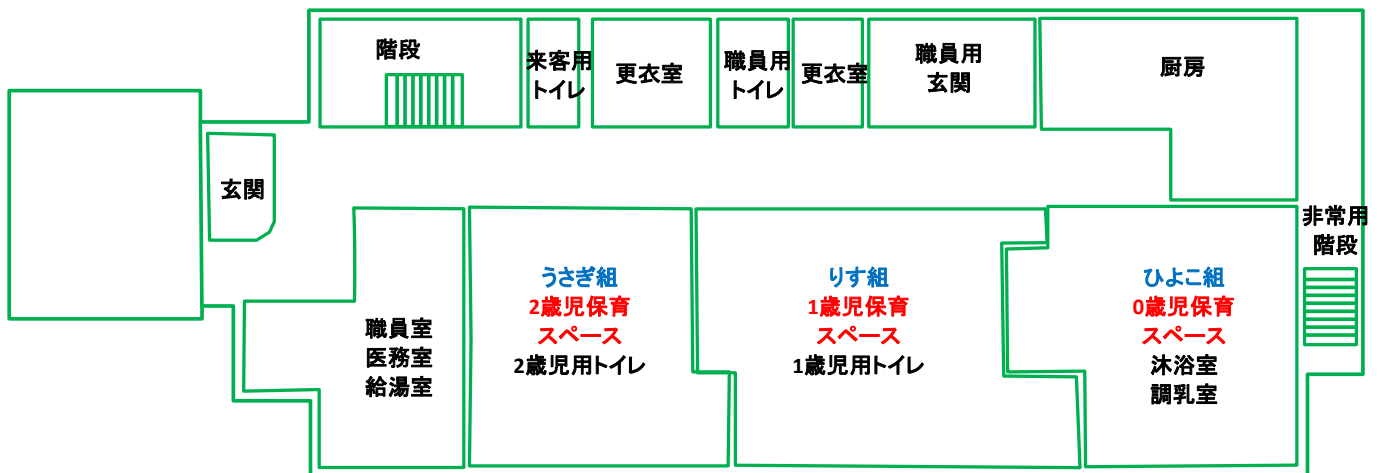 階段
来客用
トイレ
更衣室
職員用
トイレ
更衣室
職員用
玄関
厨房
玄関
非常用
階段
職員室
医務室
給湯室
うさぎ組
2歳児保育
スペース
2歳児用トイレ
りす組
1歳児保育
スペース
1歳児用トイレ
ひよこ組
0歳児保育
スペース
沐浴室
調乳室